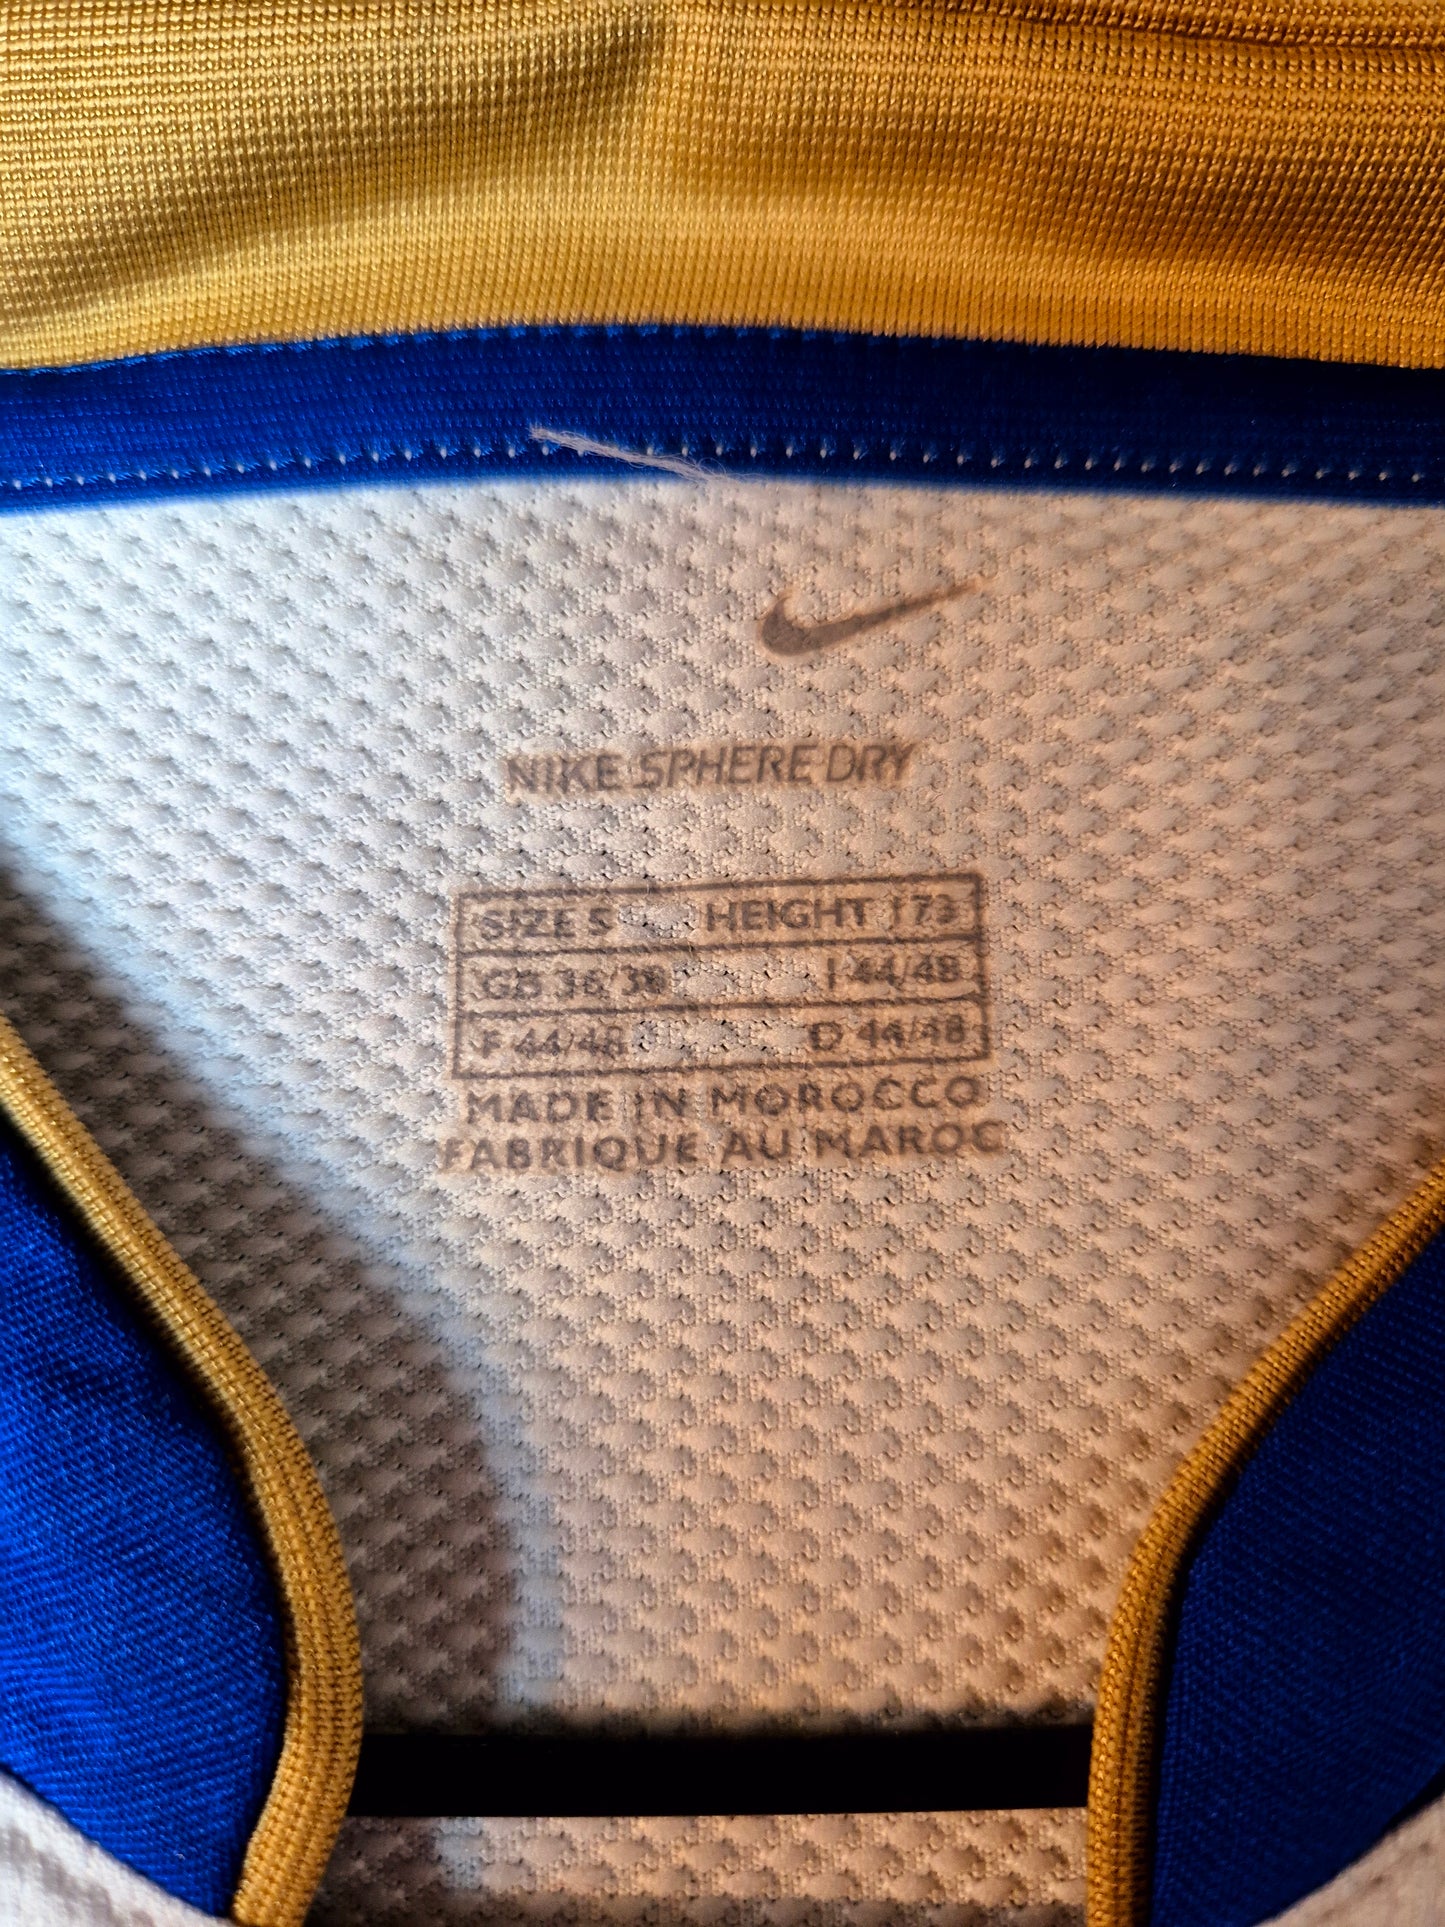 NIKE SPHERE DRY
SIZE S HEIGHT 173
GB 36/38 I 44/48
F 44/48 D 44/48
MADE IN MOROCCO
FABRIQUE AU MAROC